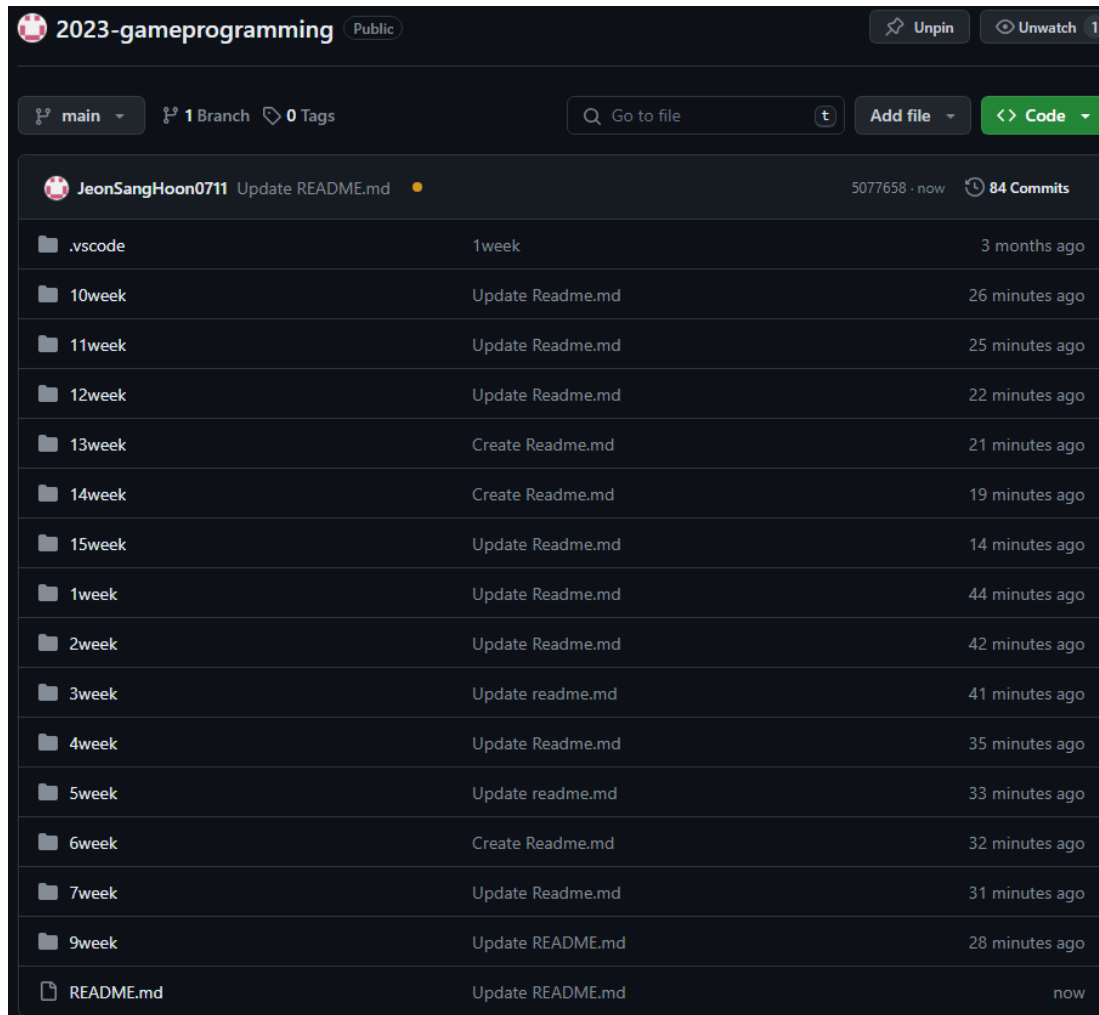 2023-gameprogramming Public Unpin Unwatch 1
main 1 Branch 0 Tags Go to file t Add file Code
JeonSangHoon0711 Update README.md 5077658 · now 84 Commits
.vscode 1week 3 months ago
10week Update Readme.md 26 minutes ago
11week Update Readme.md 25 minutes ago
12week Update Readme.md 22 minutes ago
13week Create Readme.md 21 minutes ago
14week Create Readme.md 19 minutes ago
15week Update Readme.md 14 minutes ago
1week Update Readme.md 44 minutes ago
2week Update Readme.md 42 minutes ago
3week Update readme.md 41 minutes ago
4week Update Readme.md 35 minutes ago
5week Update readme.md 33 minutes ago
6week Create Readme.md 32 minutes ago
7week Update Readme.md 31 minutes ago
9week Update README.md 28 minutes ago
README.md Update README.md now